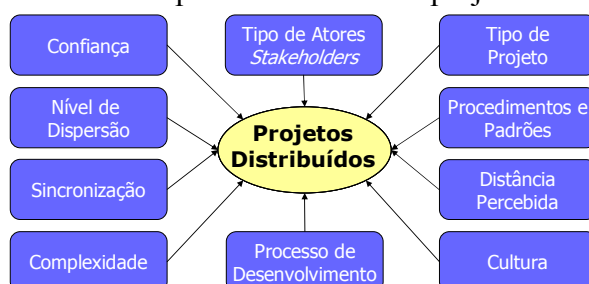 Confiança
Tipo de Atores
Stakeholders
Tipo de
Projeto
Nível de
Dispersão
Projetos
Distribuídos
Procedimentos e
Padrões
Sincronização
Distância
Percebida
Complexidade
Processo de
Desenvolvimento
Cultura